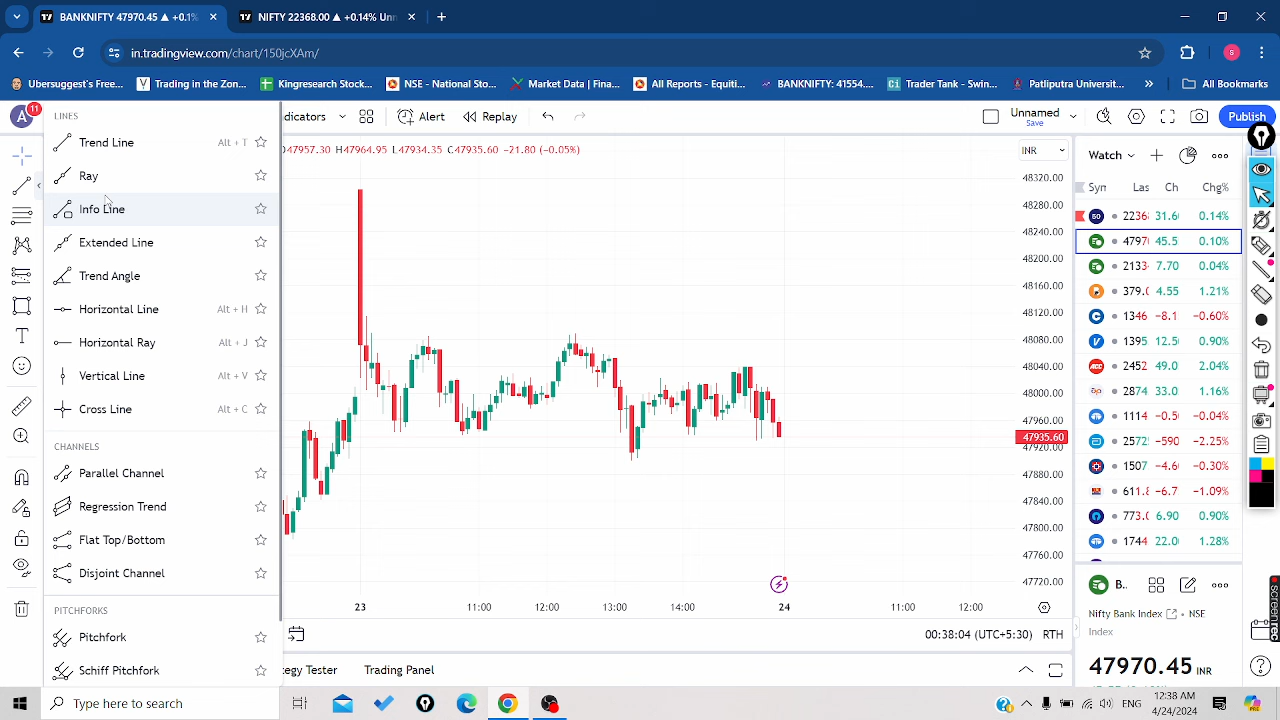 BANKNIFTY 47970.45 ▲ +0.1%
NIFTY 22368.00 ▲ +0.14% Unn
in.tradingview.com/chart/150jcXAm/
s
Ubersuggest's free...
Trading in the Zon...
Kingresearch Stock...
NSE - National Sto...
Market Data | Fina...
All Reports - Equiti...
BANKNIFTY: 41554....
Ci Trader Tank - Swin...
Patliputra Universit...
»
All Bookmarks
A 11
dicators
Alert
Replay
Unnamed
Save
Publish
LINES
Trend Line Alt + T
Ray
Info Line
Extended Line
Trend Angle
Horizontal Line Alt + H
Horizontal Ray Alt + J
Vertical Line Alt + V
Cross Line Alt + C
CHANNELS
Parallel Channel
Regression Trend
Flat Top/Bottom
Disjoint Channel
PITCHFORKS
Pitchfork
Schiff Pitchfork
47957.30 H47964.95 L47934.35 C47935.60 -21.80 (-0.05%)
INR
48320.00
48280.00
48240.00
48200.00
48160.00
48120.00
48080.00
48040.00
48000.00
47960.00
47935.60
47920.00
47880.00
47840.00
47800.00
47760.00
47720.00
23 11:00 12:00 13:00 14:00 24 11:00 12:00
00:38:04 (UTC+5:30) RTH
egy Tester Trading Panel
Watch
Syn Las Ch Chg%
50 2236 31.6 0.14%
4797 45.5 0.10%
2133 7.70 0.04%
379. 4.55 1.21%
1346 −8.1 −0.60%
1395 12.5 0.90%
ACC 2452 49.0 2.04%
834. 33.0 1.16%
1114 −0.5 −0.04%
2572 −590 −2.25%
1507 −4.6 −0.30%
611.8 −6.7 −1.09%
773.0 6.90 0.90%
1744 22.0 1.28%
B..
Nifty Bank Index NSE
Index
47970.45 INR
screenrec
Type here to search
ENG
12:38 AM
4/24/2024